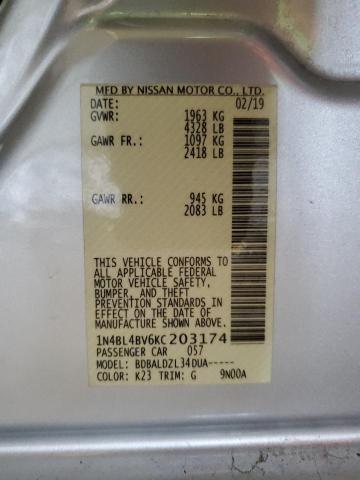 MFD BY NISSAN MOTOR CO., LTD.
DATE: 02/19
GVWR: 1963 KG
4328 LB
GAWR FR.: 1097 KG
2418 LB
GAWR RR.: 945 KG
2083 LB
THIS VEHICLE CONFORMS TO
ALL APPLICABLE FEDERAL
MOTOR VEHICLE SAFETY,
BUMPER, AND THEFT
PREVENTION STANDARDS IN
EFFECT ON THE DATE OF
MANUFACTURE SHOWN ABOVE.
1N4BL4BV6KC203174
PASSENGER CAR 057
MODEL: BDBALDZL34DUA-----
COLOR: K23 TRIM: G 9N00A